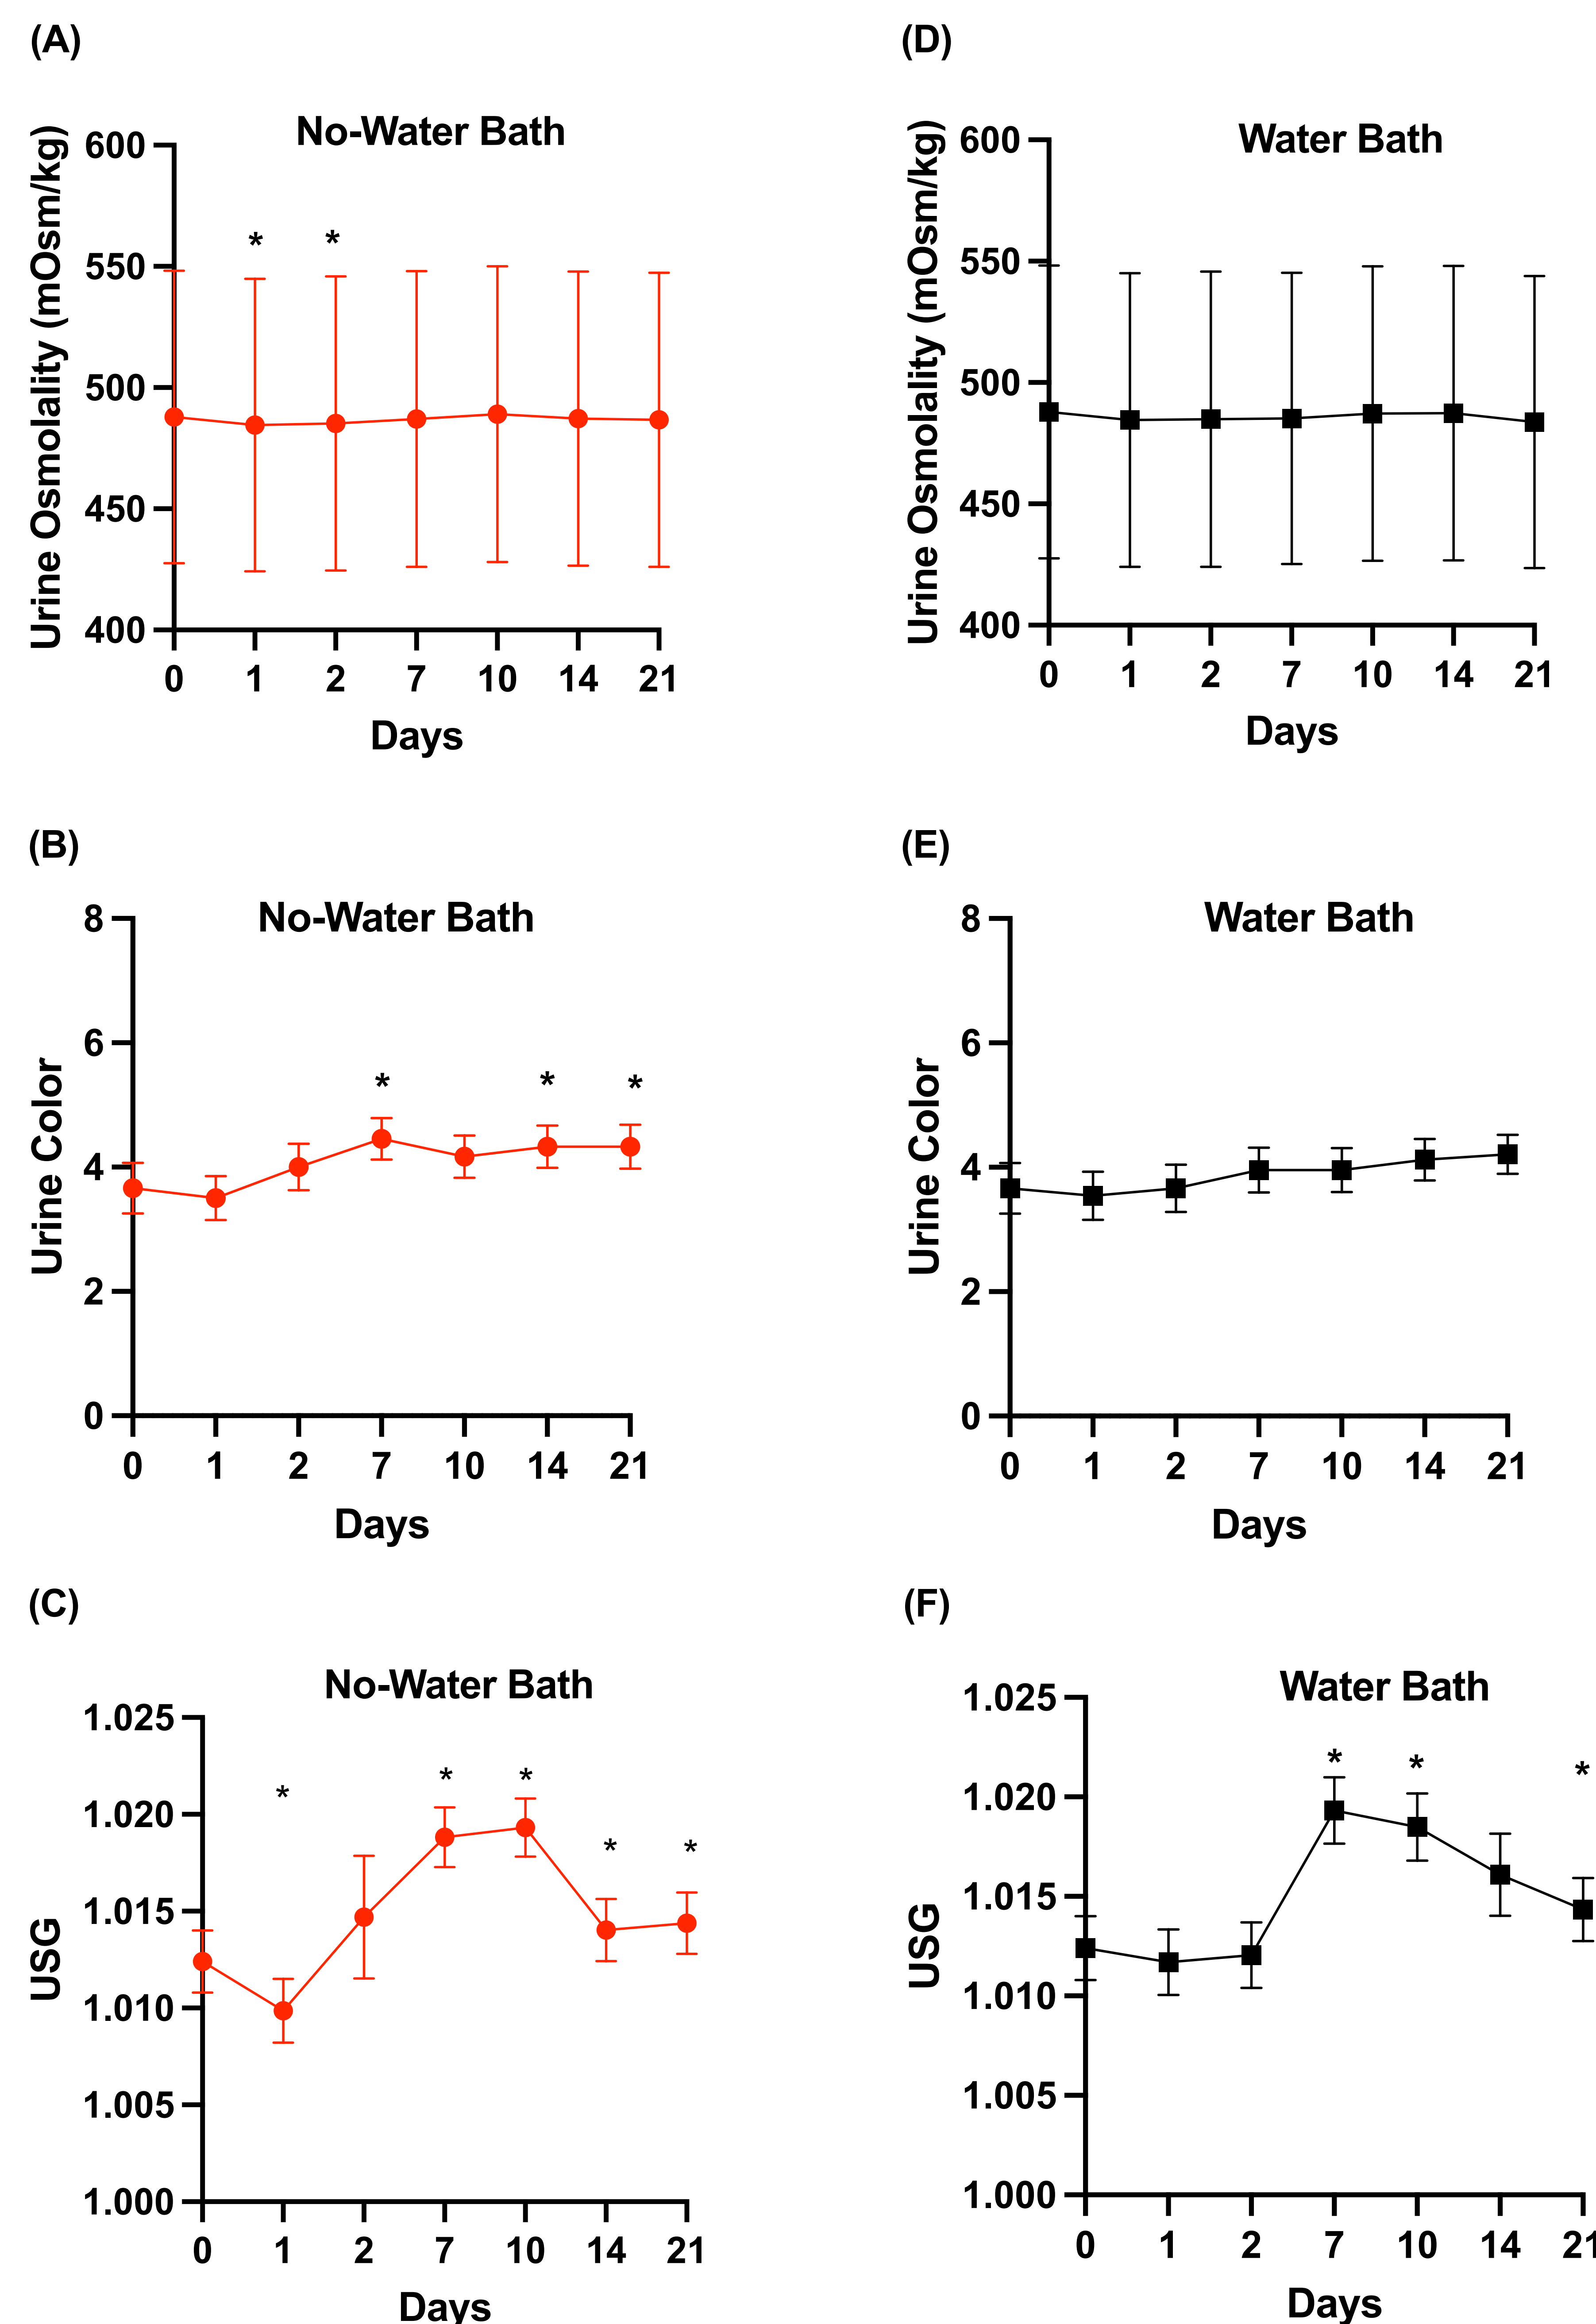 (A)
No-Water Bath
Urine Osmolality (mOsm/kg)
600
550
500
450
400
* *
0 1 2 7 10 14 21
Days
(D)
Water Bath
Urine Osmolality (mOsm/kg)
600
550
500
450
400
0 1 2 7 10 14 21
Days
(B)
No-Water Bath
Urine Color
8
6
4
2
0
* * *
0 1 2 7 10 14 21
Days
(E)
Water Bath
Urine Color
8
6
4
2
0
0 1 2 7 10 14 21
Days
(C)
No-Water Bath
USG
1.025
1.020
1.015
1.010
1.005
1.000
* * * * *
0 1 2 7 10 14 21
Days
(F)
Water Bath
USG
1.025
1.020
1.015
1.010
1.005
1.000
* * *
0 1 2 7 10 14 21
Days